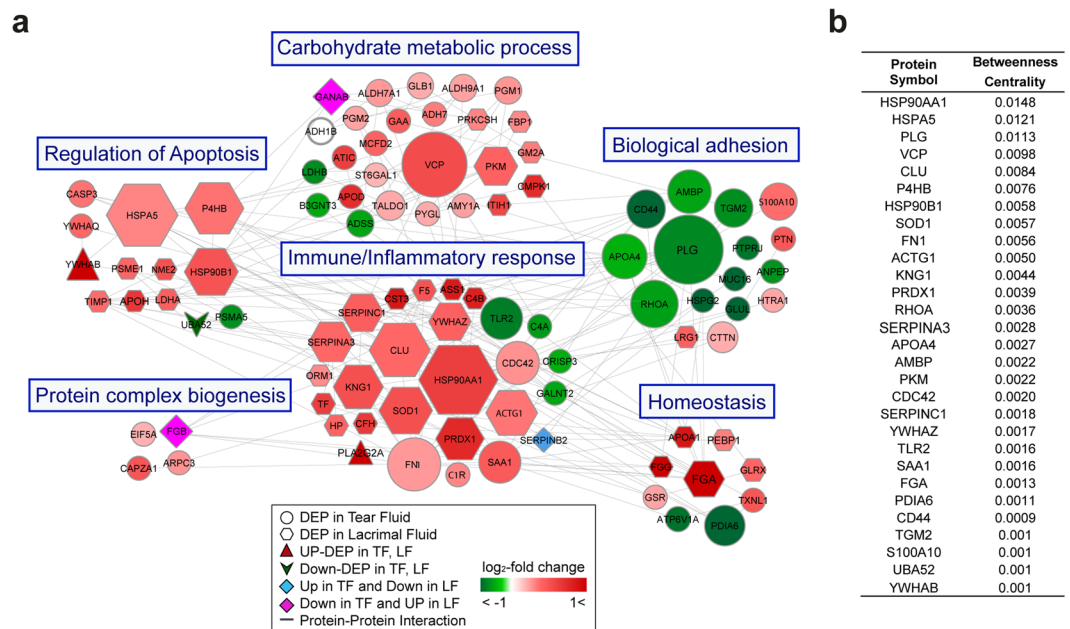 a
b
Carbohydrate metabolic process
GANAB
ALDH7A1
GLB1
ALDH9A1
PGM1
ADH1B
PGM2
GAA
ADH7
PRKCSH
FBP1
MCFD2
ATIC
VCP
PKM
GM2A
LDHB
ST6GAL1
CMPK1
B3GNT3
APOD
TALDO1
PYGL
AMY1A
ITIH1
ADSS
Regulation of Apoptosis
CASP3
HSPA5
P4HB
YWHAQ
YWHAB
PSME1
NME2
HSP90B1
TIMP1
APOH
LDHA
UBA52
PSMA5
Biological adhesion
AMBP
CD44
TGM2
S100A10
PLG
PTPRJ
PTN
APOA4
MUC16
ANPEP
RHOA
HSPG2
GLUL
HTRA1
LRG1
CTTN
Immune/Inflammatory response
CST3
F5
ASS1
C4B
SERPINC1
YWHAZ
TLR2
C4A
SERPINA3
CLU
CDC42
CRISP3
ORM1
KNG1
HSP90AA1
GALNT2
TF
SOD1
ACTG1
HP
CFH
PRDX1
SERPINB2
PLA2G2A
FNI
C1R
SAA1
Protein complex biogenesis
EIF5A
FGB
CAPZA1
ARPC3
Homeostasis
APOA1
PEBP1
FGG
FGA
GLRX
GSR
TXNL1
ATP6V1A
PDIA6
DEP in Tear Fluid
DEP in Lacrimal Fluid
UP-DEP in TF, LF
Down-DEP in TF, LF
Up in TF and Down in LF
Down in TF and UP in LF
Protein-Protein Interaction
log₂-fold change
< -1 1<
Protein Symbol Betweenness Centrality
HSP90AA1 0.0148
HSPA5 0.0121
PLG 0.0113
VCP 0.0098
CLU 0.0084
P4HB 0.0076
HSP90B1 0.0058
SOD1 0.0057
FN1 0.0056
ACTG1 0.0050
KNG1 0.0044
PRDX1 0.0039
RHOA 0.0036
SERPINA3 0.0028
APOA4 0.0027
AMBP 0.0022
PKM 0.0022
CDC42 0.0020
SERPINC1 0.0018
YWHAZ 0.0017
TLR2 0.0016
SAA1 0.0016
FGA 0.0013
PDIA6 0.0011
CD44 0.0009
TGM2 0.001
S100A10 0.001
UBA52 0.001
YWHAB 0.001